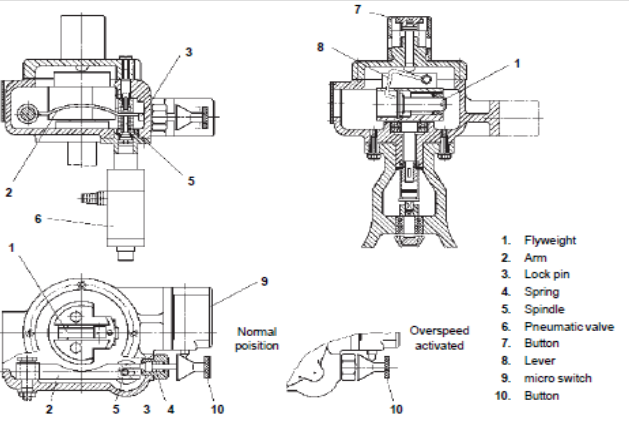 7
3
8
1
2
5
6
1
9
Normal
poisition
Overspeed
activated
2
5
3
4
10
10
1. Flyweight
2. Arm
3. Lock pin
4. Spring
5. Spindle
6. Pneumatic valve
7. Button
8. Lever
9. micro switch
10. Button